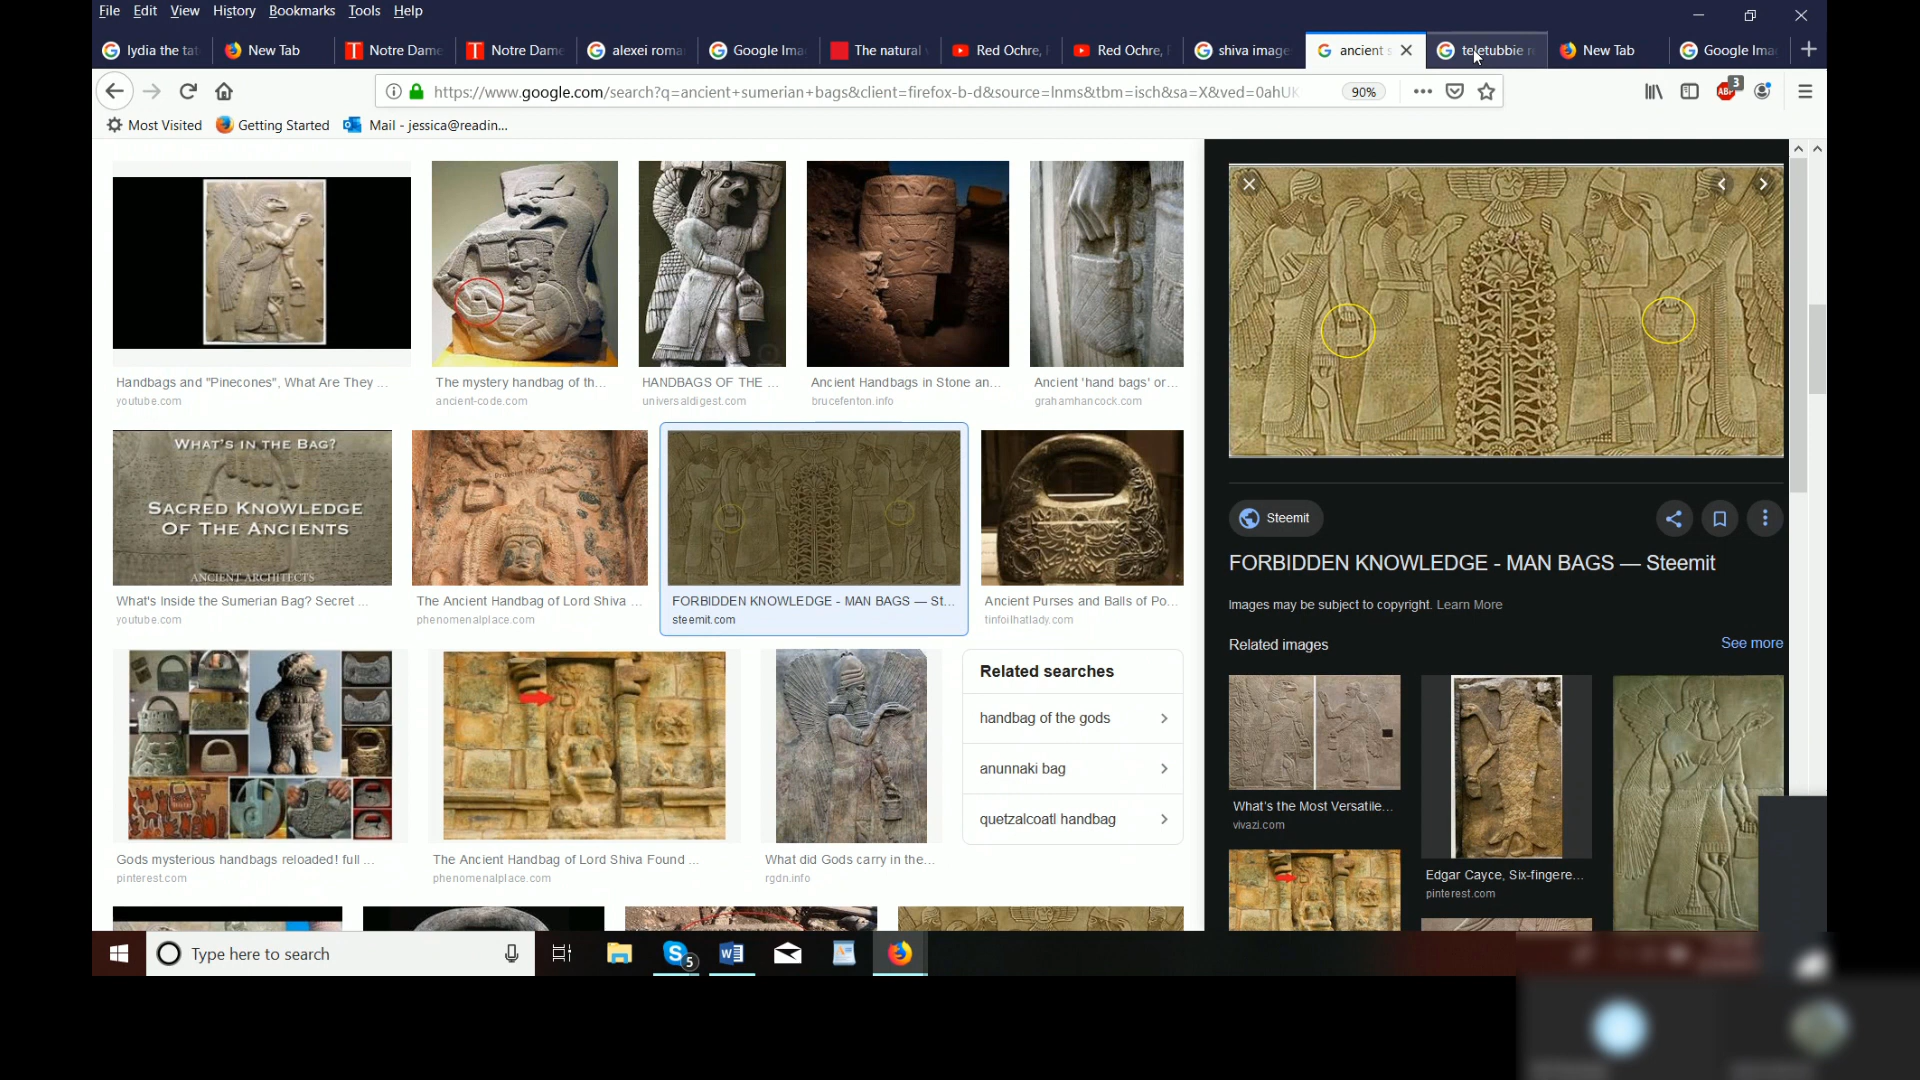 File Edit View History Bookmarks Tools Help
lydia the tat
New Tab
Notre Dame
Notre Dame
alexei roma
Google Ima
The natural
Red Ochre,
Red Ochre,
shiva image
ancient s
teletubbie r
New Tab
Google Ima
https://www.google.com/search?q=ancient+sumerian+bags&client=firefox-b-d&source=lnms&tbm=isch&sa=X&ved=0ahUK
90%
ABP 3
Most Visited Getting Started Mail - jessica@readin...
Handbags and "Pinecones", What Are They ...
youtube.com
The mystery handbag of th...
ancient-code.com
HANDBAGS OF THE ...
universaldigest.com
Ancient Handbags in Stone an...
brucefenton.info
Ancient 'hand bags' or...
grahamhancock.com
WHAT'S IN THE BAG?
SACRED KNOWLEDGE
OF THE ANCIENTS
ANCIENT ARCHITECTS
What's Inside the Sumerian Bag? Secret ...
youtube.com
The Ancient Handbag of Lord Shiva ...
phenomenalplace.com
FORBIDDEN KNOWLEDGE - MAN BAGS — St...
steemit.com
Ancient Purses and Balls of Po...
tinfoilhatlady.com
Gods mysterious handbags reloaded! full ...
pinterest.com
The Ancient Handbag of Lord Shiva Found ...
phenomenalplace.com
What did Gods carry in the...
rgdn.info
Related searches
handbag of the gods
anunnaki bag
quetzalcoatl handbag
Steemit
FORBIDDEN KNOWLEDGE - MAN BAGS — Steemit
Images may be subject to copyright. Learn More
Related images
See more
What's the Most Versatile...
vivazi.com
Edgar Cayce, Six-fingere...
pinterest.com
Type here to search
5